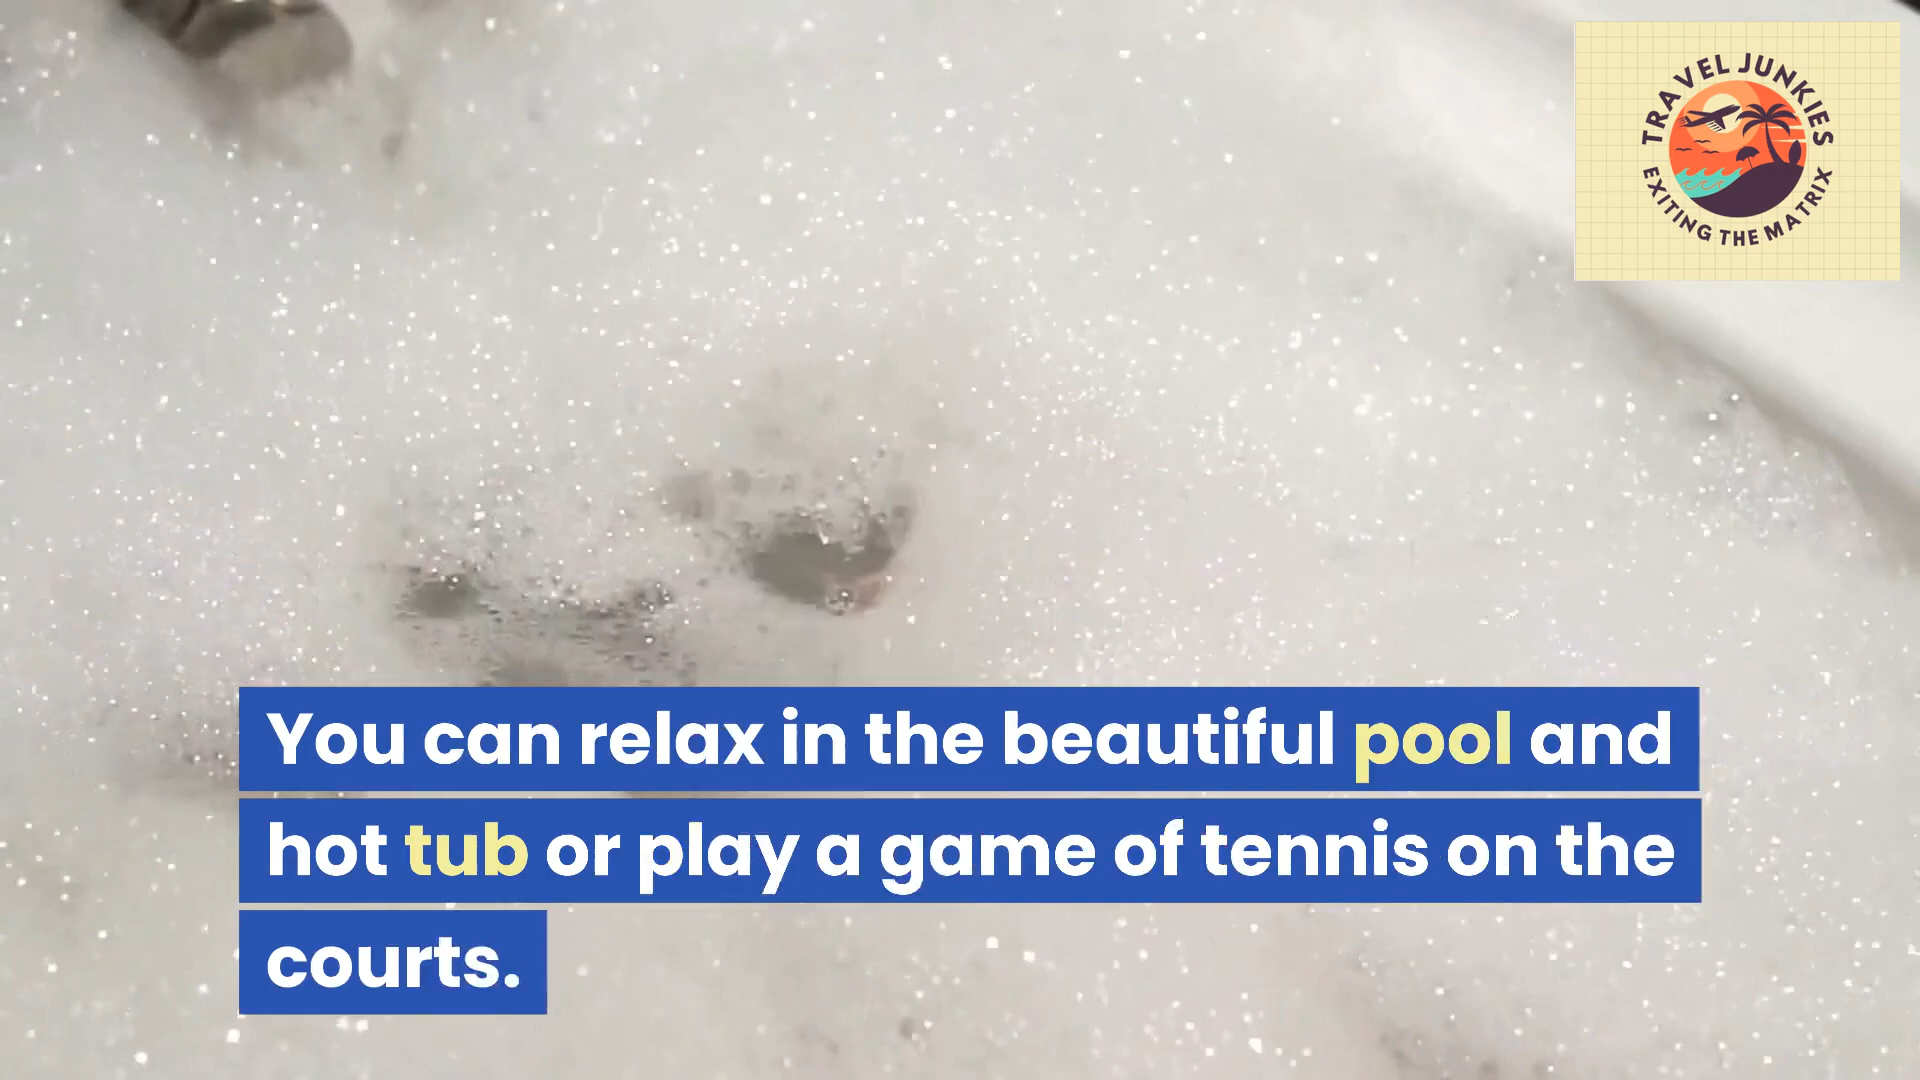 TRAVEL JUNKIES
EXITING THE MATRIX
You can relax in the beautiful pool and
hot tub or play a game of tennis on the
courts.